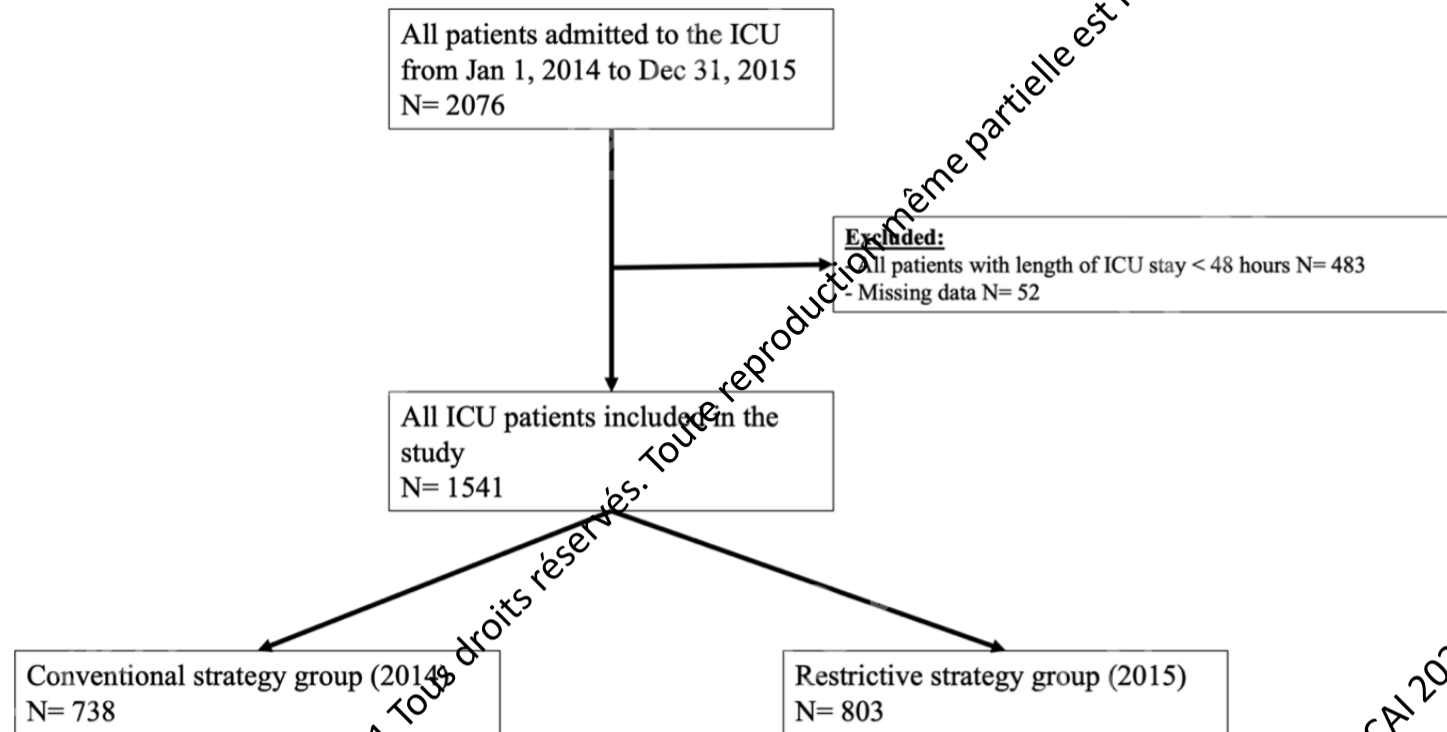 All patients admitted to the ICU
from Jan 1, 2014 to Dec 31, 2015
N= 2076
Excluded:
- All patients with length of ICU stay < 48 hours N= 483
- Missing data N= 52
All ICU patients included in the
study
N= 1541
Conventional strategy group (2014)
N= 738
Restrictive strategy group (2015)
N= 803
Tous droits réservés. Toute reproduction même partielle est